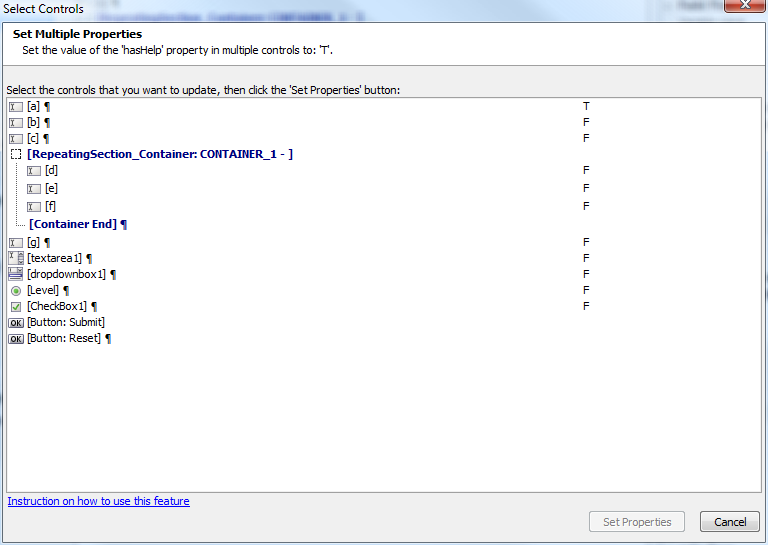 Select Controls
Set Multiple Properties
Set the value of the 'hasHelp' property in multiple controls to: 'T'.
Select the controls that you want to update, then click the 'Set Properties' button:
[a] ¶ T
[b] ¶ F
[c] ¶ F
[RepeatingSection_Container: CONTAINER_1 - ]
[d] F
[e] F
[f] F
[Container End] ¶
[g] ¶ F
[textarea1] ¶ F
[dropdownbox1] ¶ F
[Level] ¶ F
[CheckBox1] ¶ F
OK [Button: Submit]
OK [Button: Reset] ¶
Instruction on how to use this feature
Set Properties Cancel